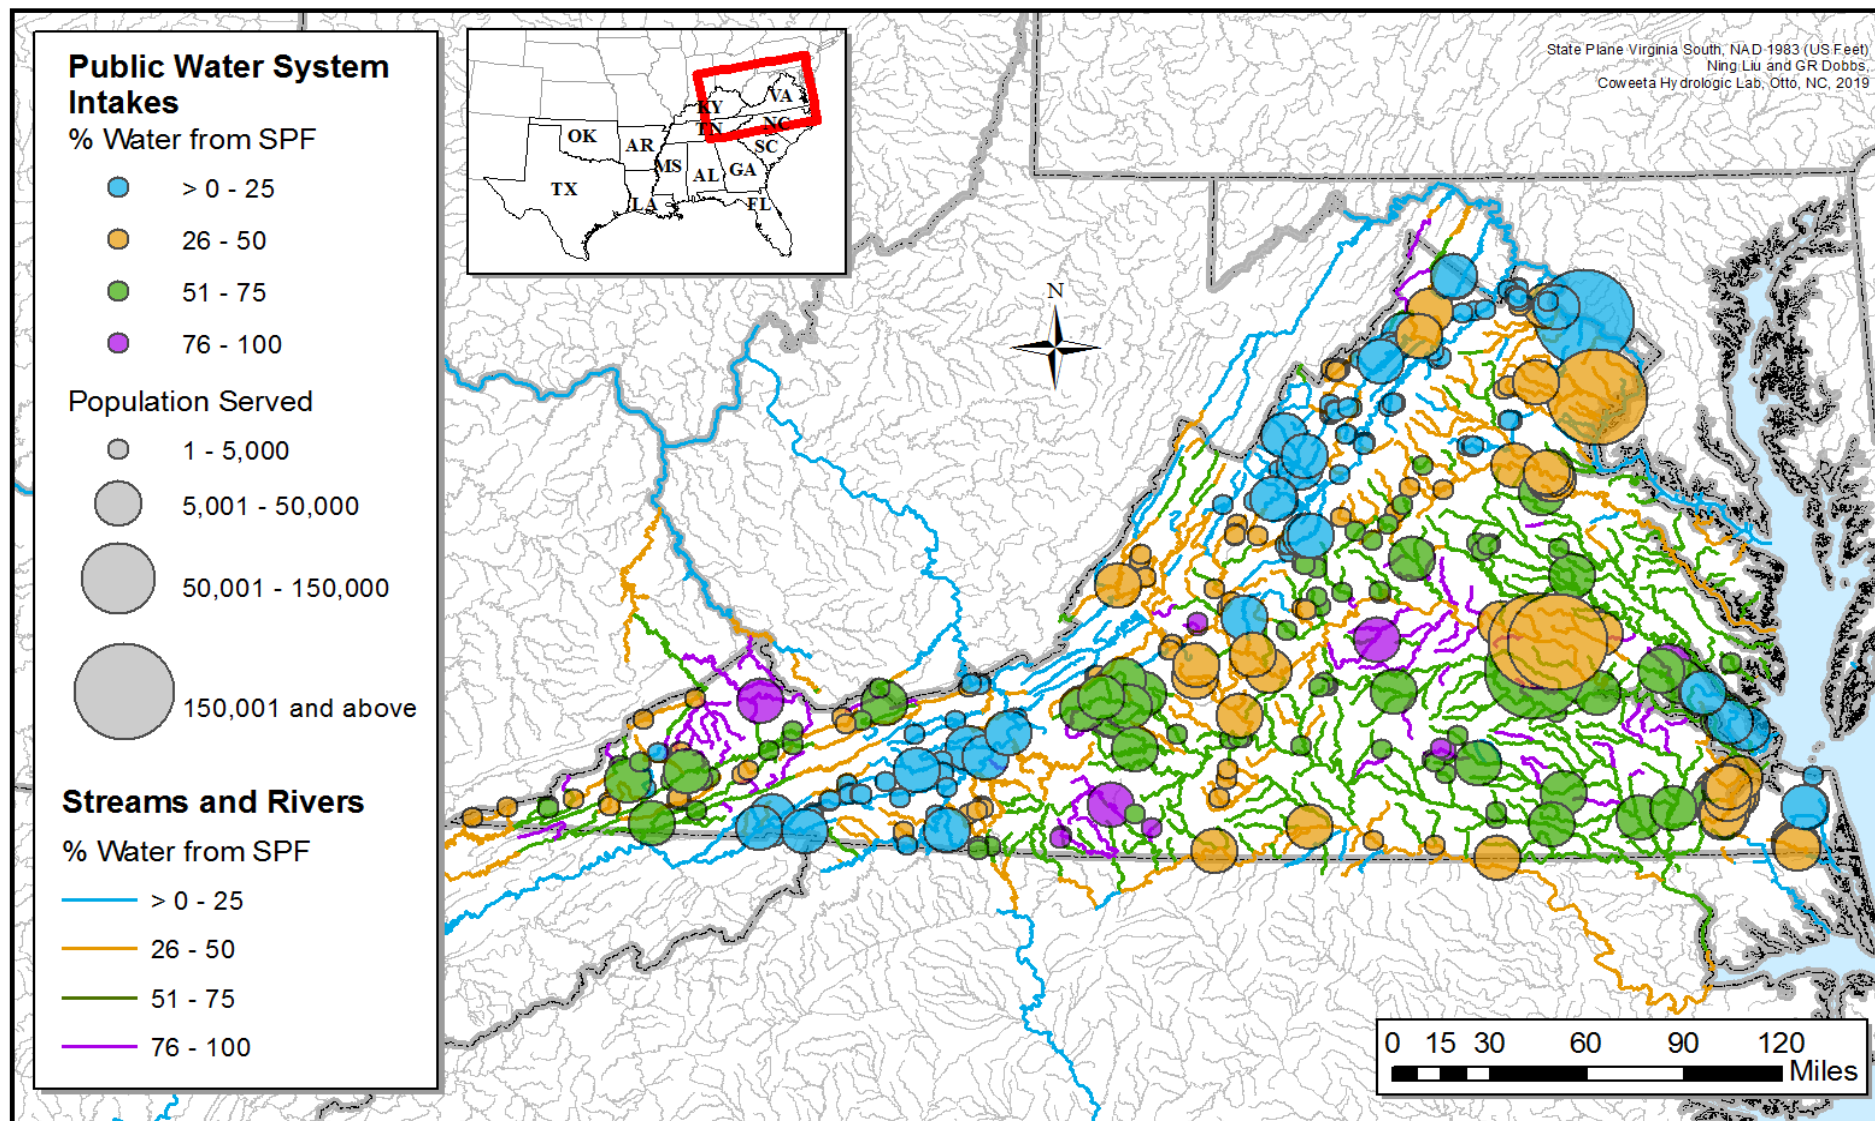 Public Water System
Intakes
% Water from SPF
> 0 - 25
26 - 50
51 - 75
76 - 100
Population Served
1 - 5,000
5,001 - 50,000
50,001 - 150,000
150,001 and above
Streams and Rivers
% Water from SPF
> 0 - 25
26 - 50
51 - 75
76 - 100
KY
VA
TN
NC
OK
AR
SC
MS
AL
GA
TX
LA
FL
State Plane Virginia South, NAD 1983 (US Feet)
Ning Liu and GR Dobbs,
Coweeta Hydrologic Lab, Otto, NC, 2019
N
0 15 30 60 90 120
Miles